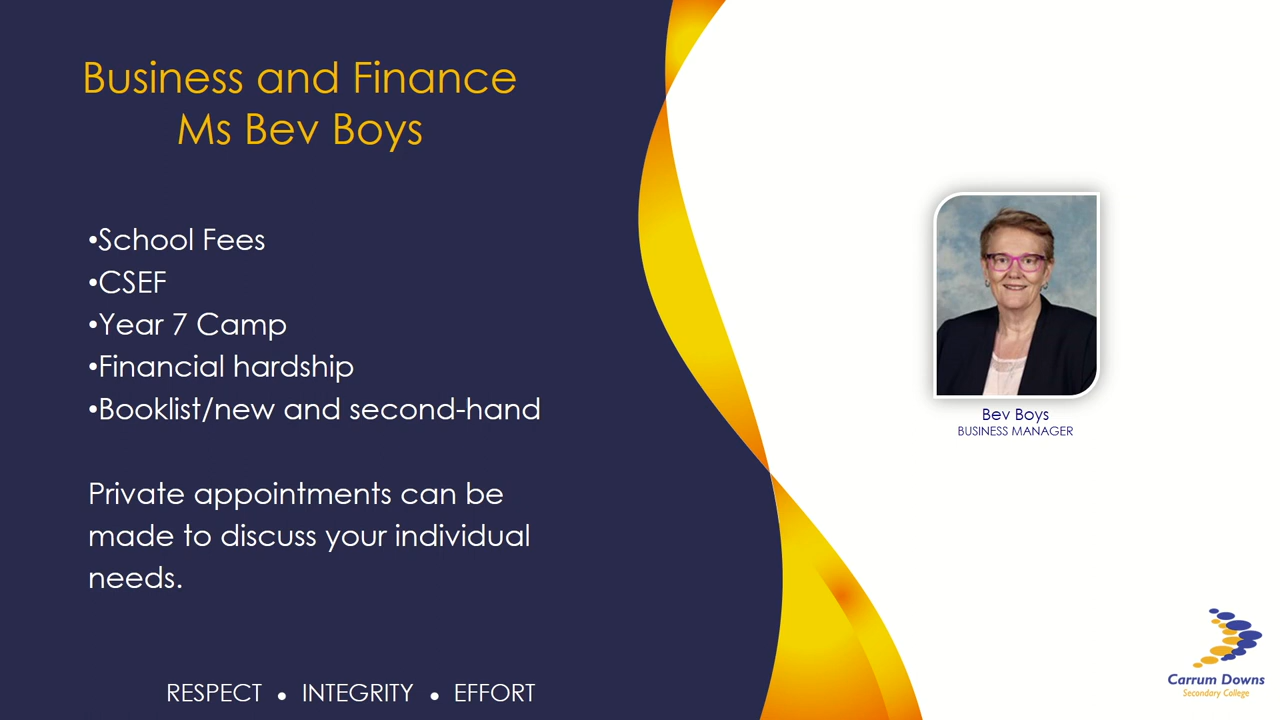 Business and Finance
Ms Bev Boys
•School Fees
•CSEF
•Year 7 Camp
•Financial hardship
•Booklist/new and second-hand
Private appointments can be
made to discuss your individual
needs.
RESPECT • INTEGRITY • EFFORT
Bev Boys
BUSINESS MANAGER
Carrum Downs
Secondary College